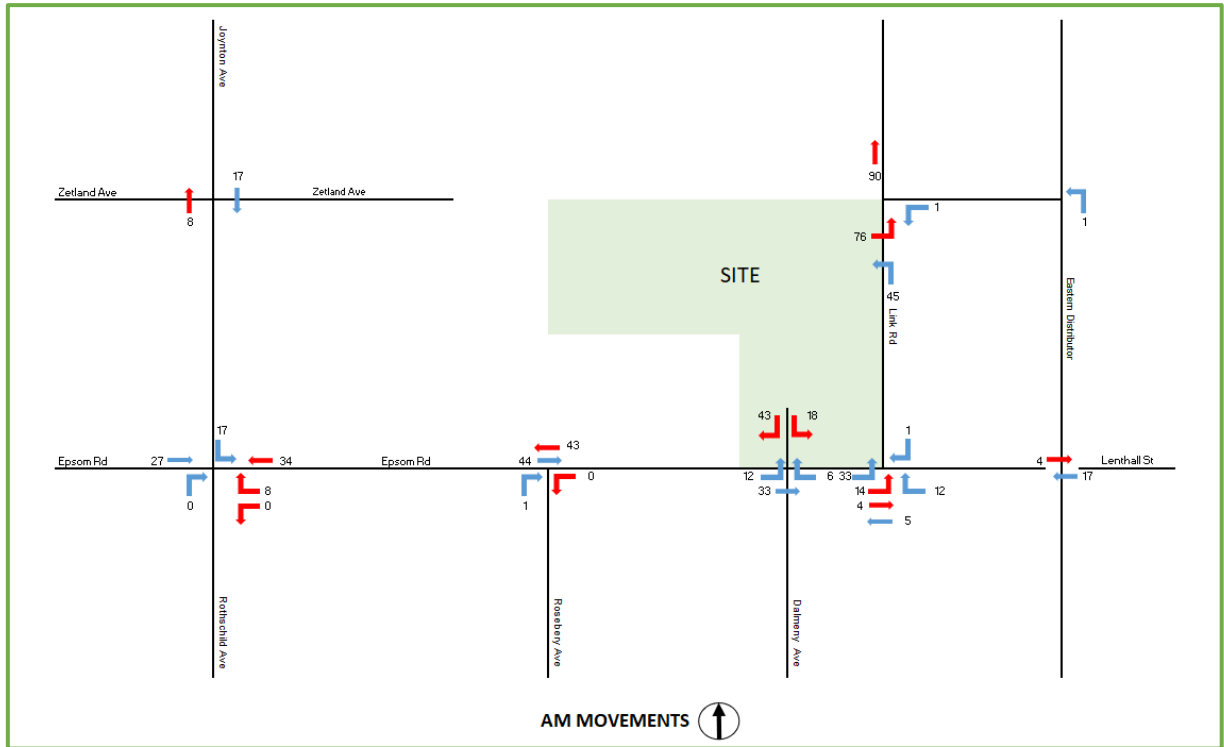 Joynton Ave
17
Zetland Ave
Zetland Ave
8
90
1
1
76
SITE
45
Link Rd
Eastern Distributor
43
18
17
1
43
Epsom Rd
27
34
Epsom Rd
44
4
Lenthall St
0
12
6
33
17
8
33
14
12
0
0
1
4
5
Rothschild Ave
Rosebery Ave
Dalmeny Ave
AM MOVEMENTS